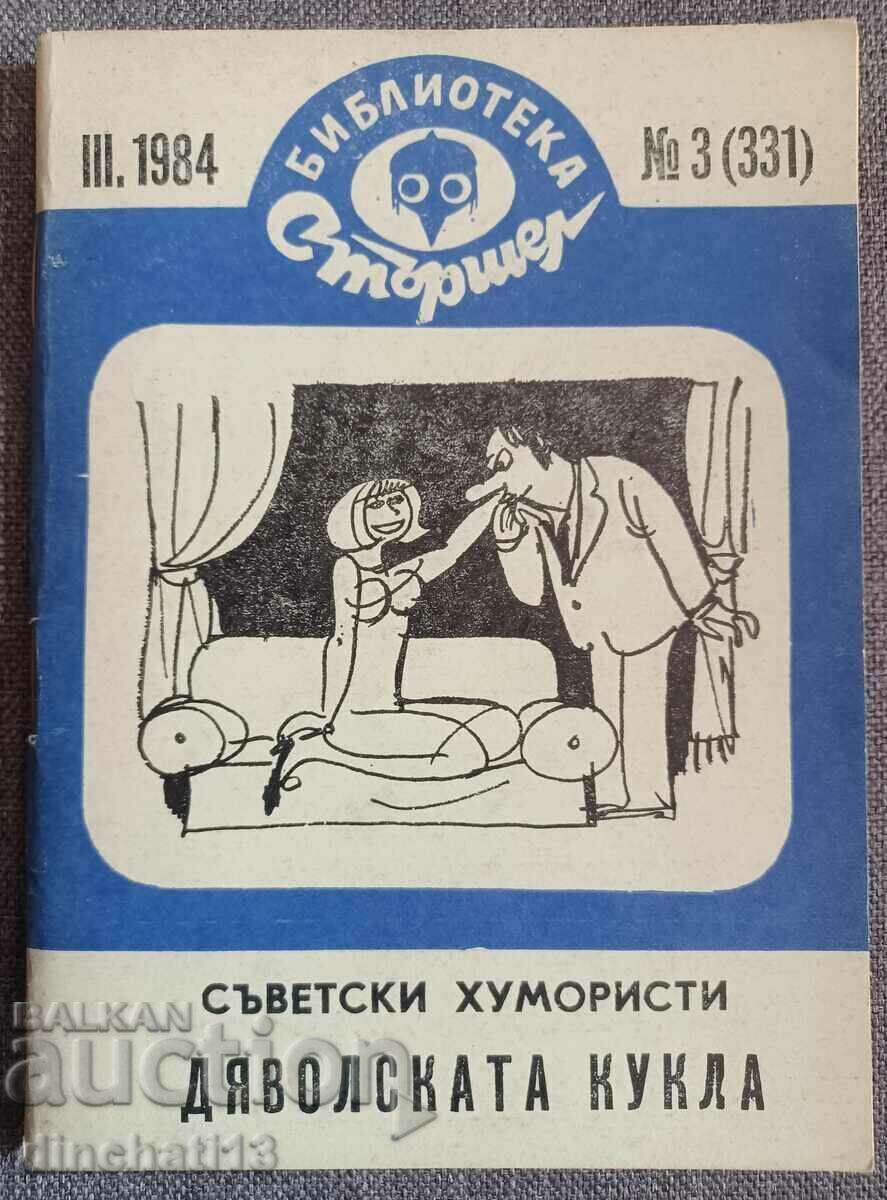 III. 1984
БИБЛИОТЕКА
Стършел
№ 3 (331)
СЪВЕТСКИ ХУМОРИСТИ
ДЯВОЛСКАТА КУКЛА
BALKAN
auction
dinchati13